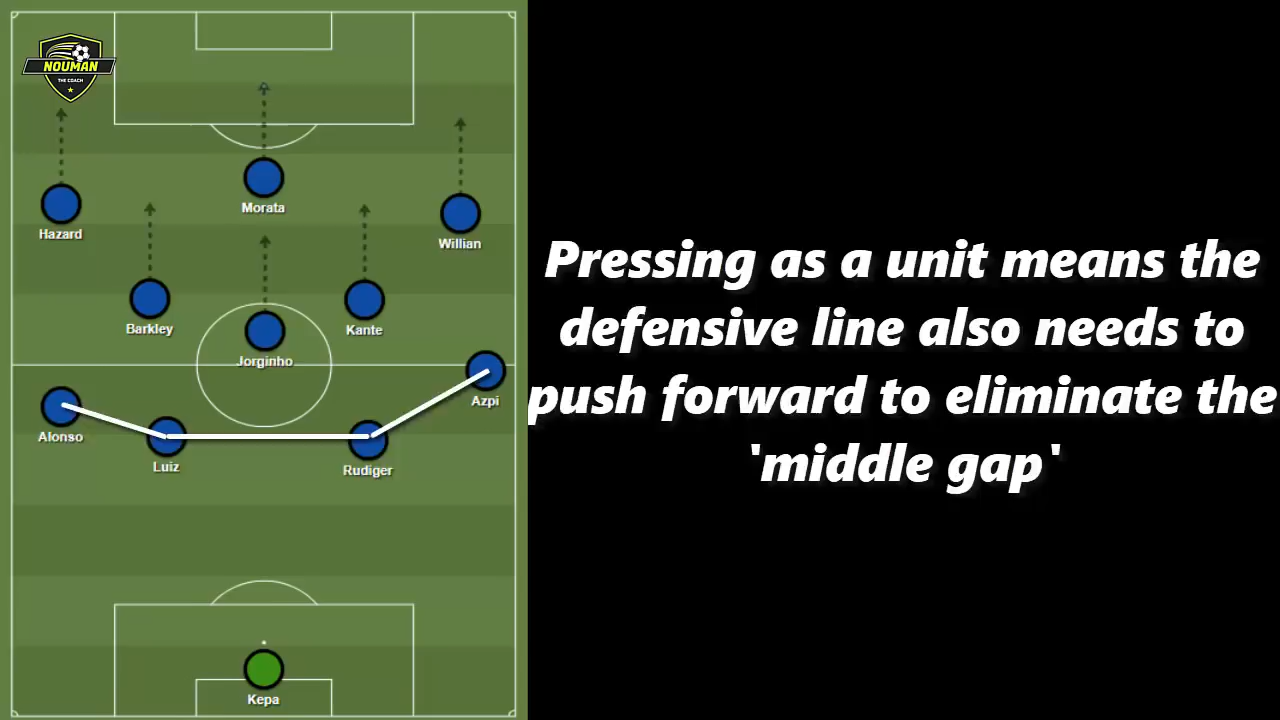 NOUMAN
THE COACH
Morata
Hazard
Willian
Barkley
Kante
Jorginho
Azpi
Alonso
Luiz
Rudiger
Kepa
Pressing as a unit means the
defensive line also needs to
push forward to eliminate the
'middle gap'